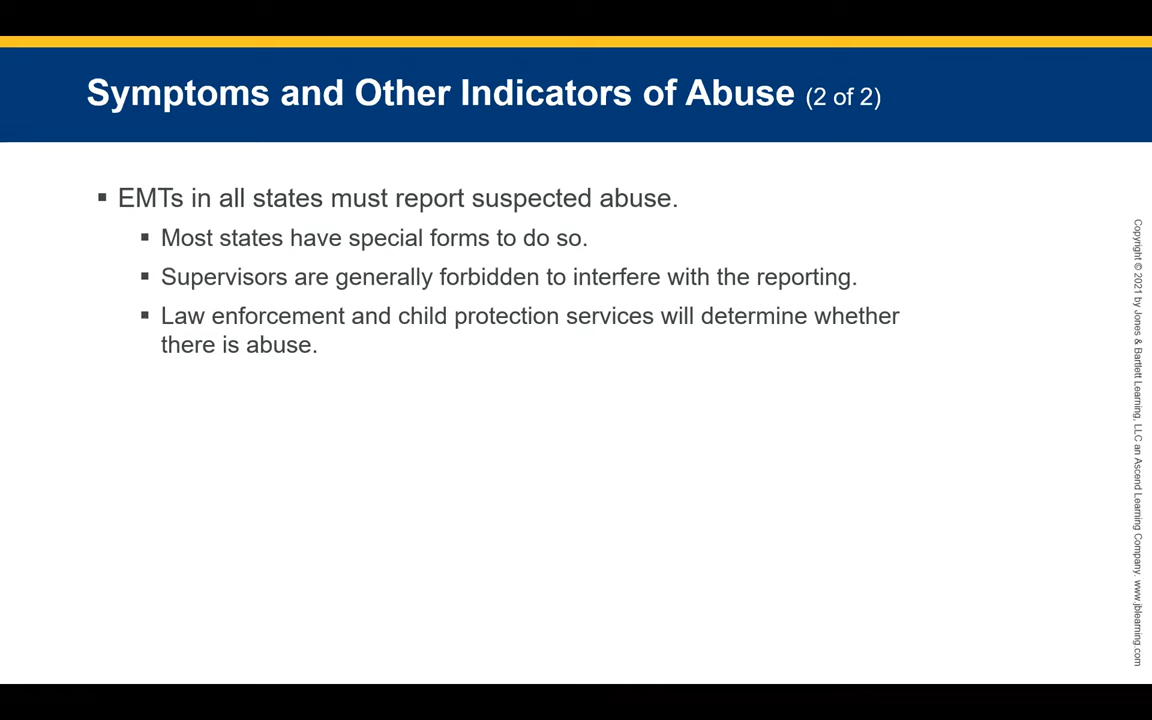 Symptoms and Other Indicators of Abuse (2 of 2)
▪ EMTs in all states must report suspected abuse.
▪ Most states have special forms to do so.
▪ Supervisors are generally forbidden to interfere with the reporting.
▪ Law enforcement and child protection services will determine whether
there is abuse.
Copyright © 2021 by Jones & Bartlett Learning, LLC an Ascend Learning Company. www.jblearning.com